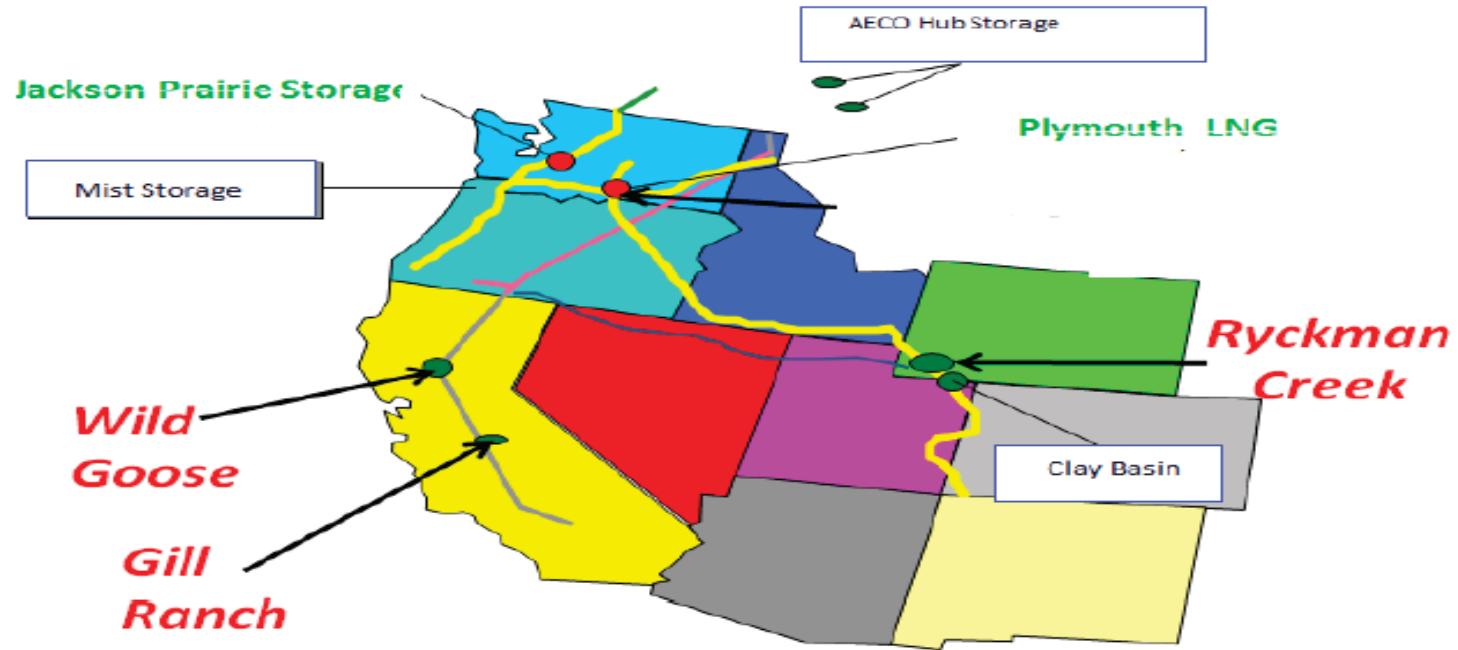 AECO Hub Storage
Jackson Prairie Storage
Plymouth LNG
Mist Storage
Ryckman
Creek
Wild
Goose
Clay Basin
Gill
Ranch